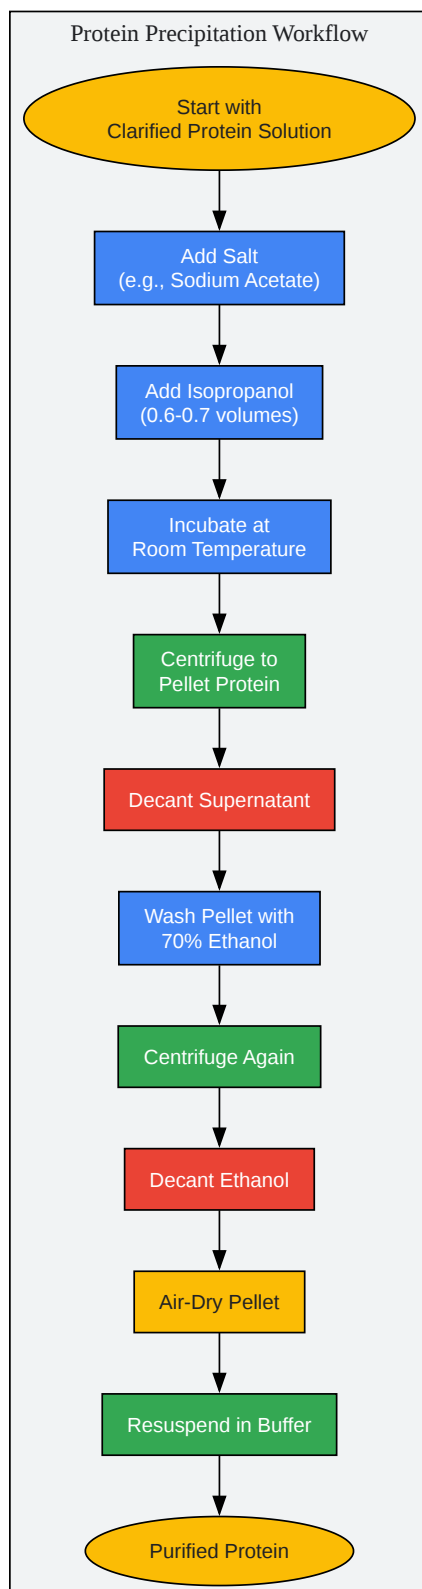 Protein Precipitation Workflow
Start with
Clarified Protein Solution
Add Salt
(e.g., Sodium Acetate)
Add Isopropanol
(0.6-0.7 volumes)
Incubate at
Room Temperature
Centrifuge to
Pellet Protein
Decant Supernatant
Wash Pellet with
70% Ethanol
Centrifuge Again
Decant Ethanol
Air-Dry Pellet
Resuspend in Buffer
Purified Protein